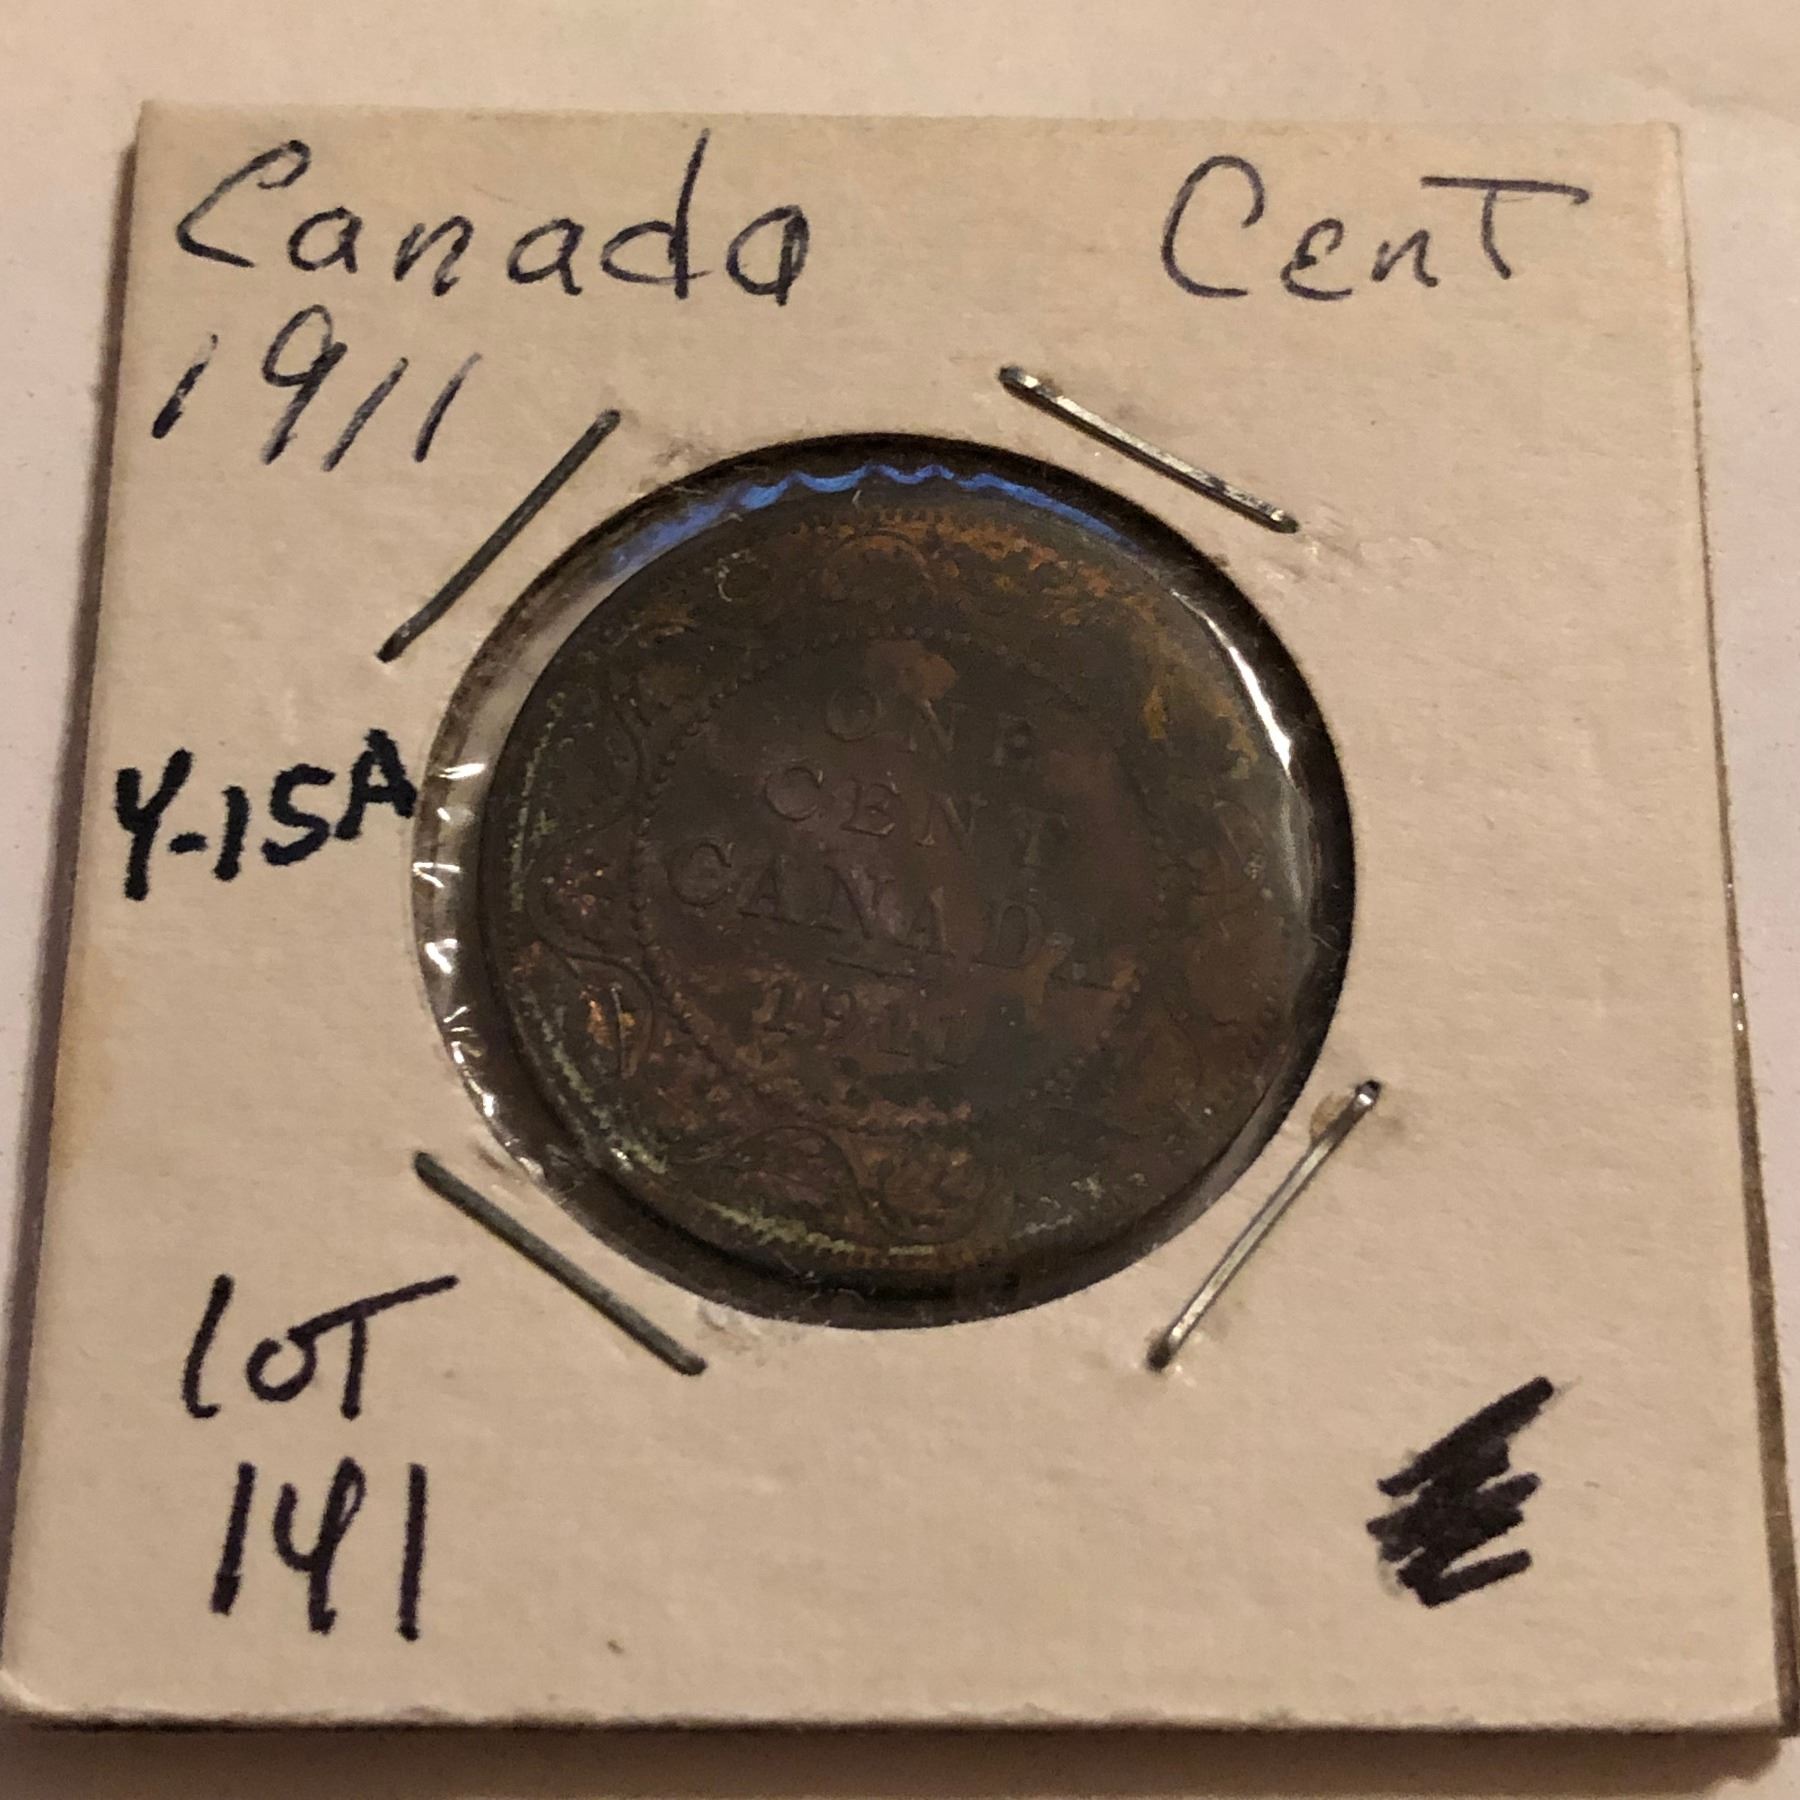 Canada Cent
1911
Y-15A
ONE
CENT
CANADA
1911
LOT
141